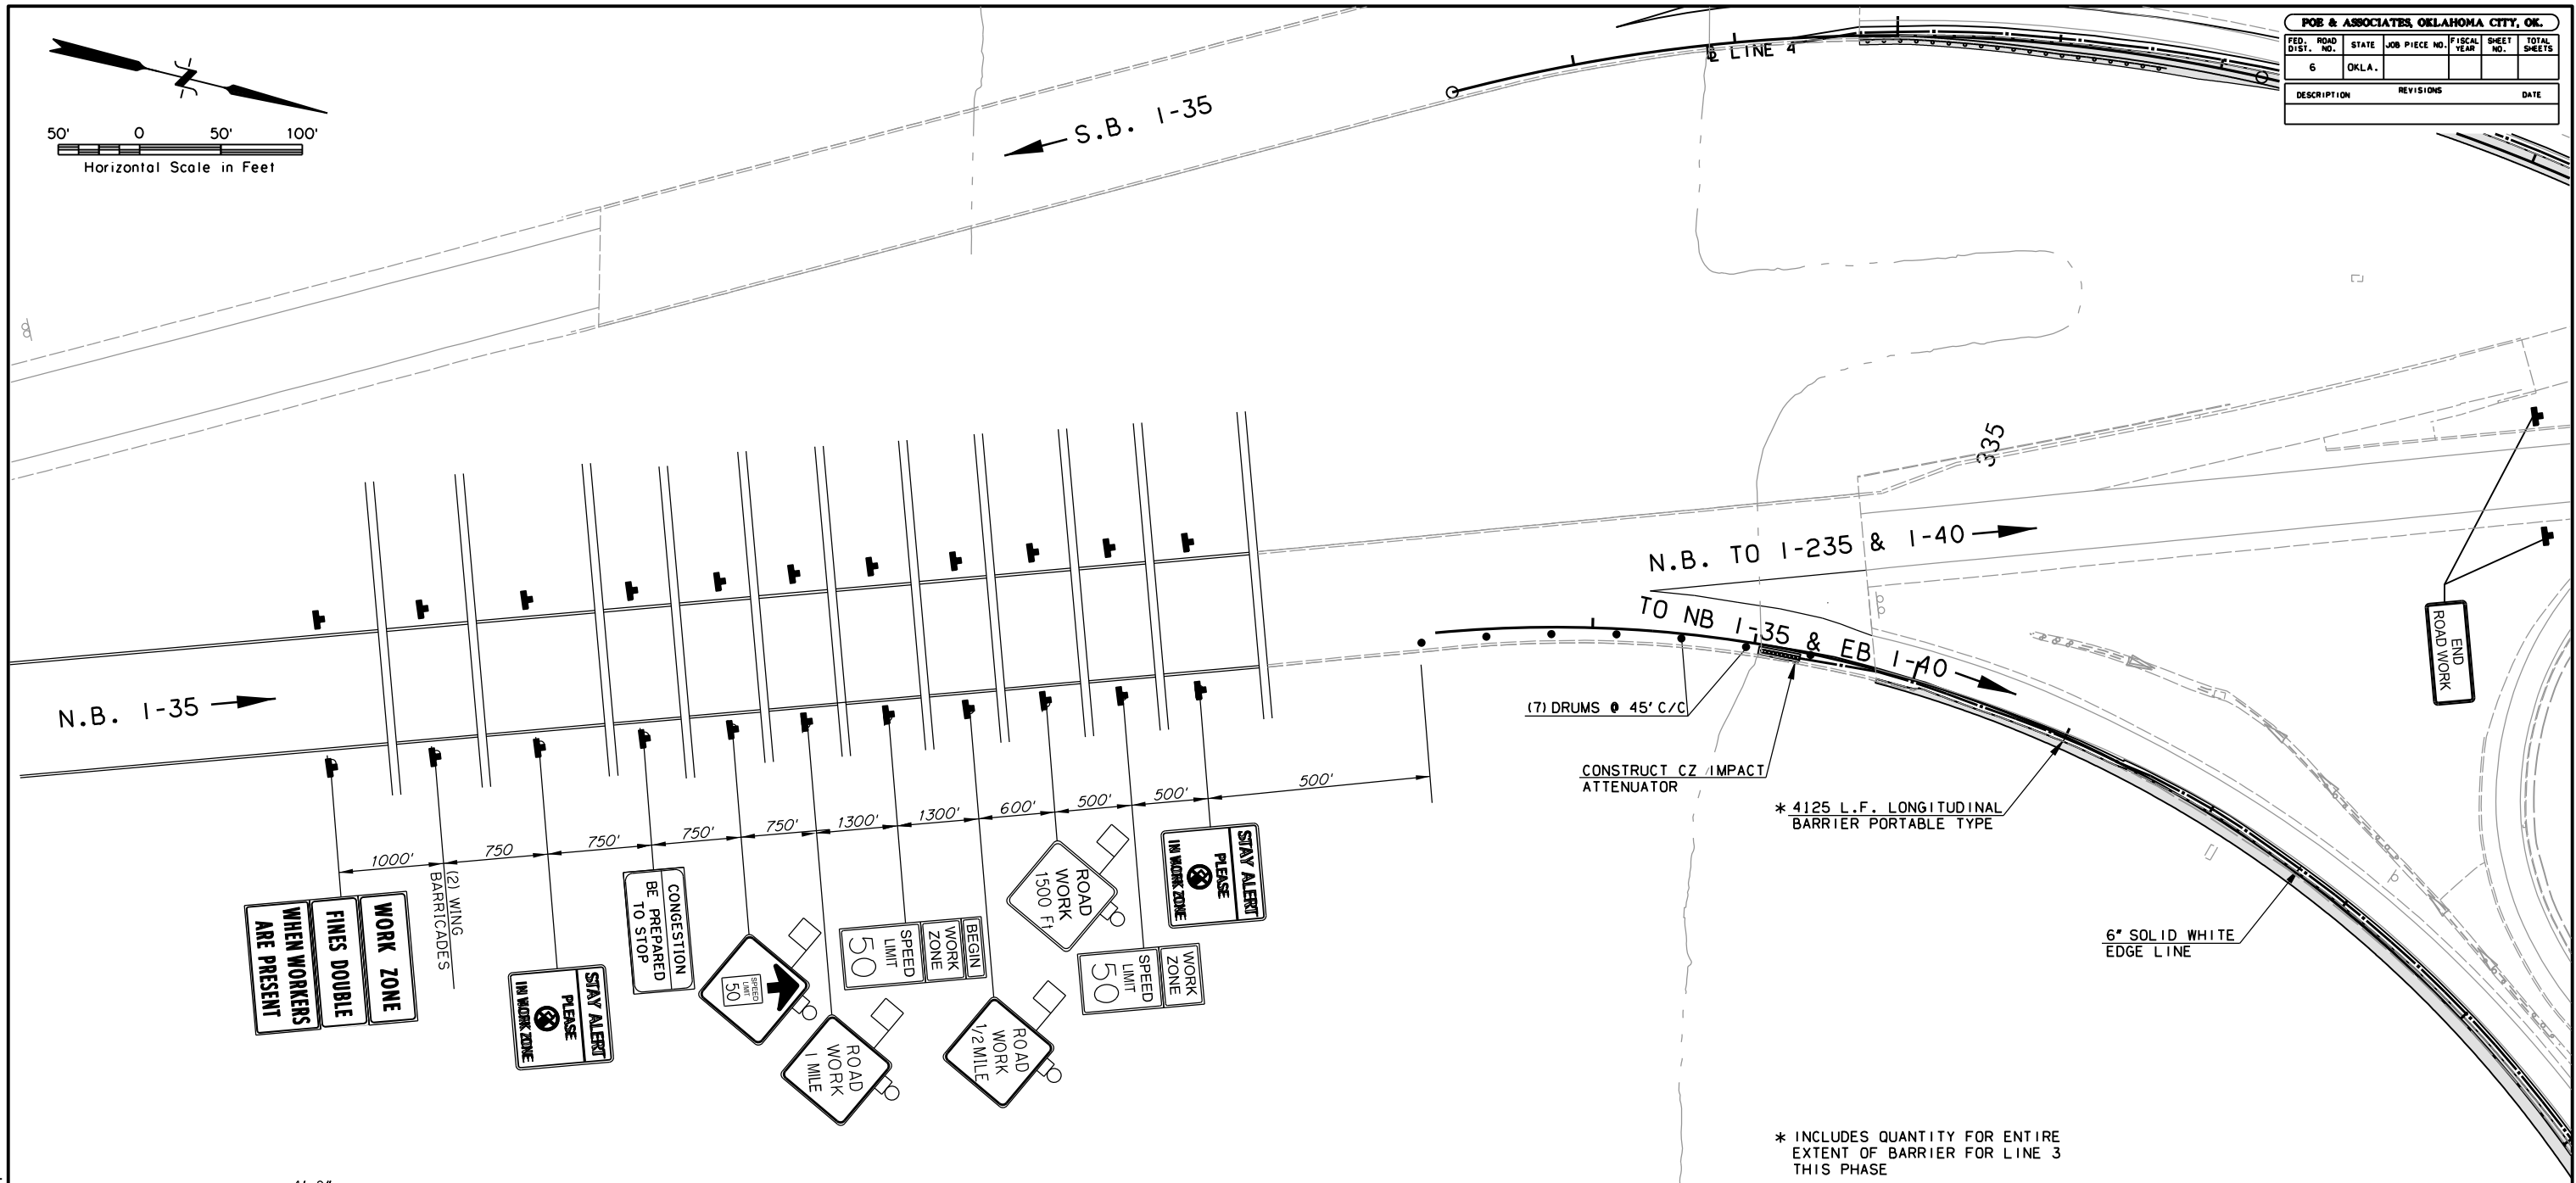 POE & ASSOCIATES, OKLAHOMA CITY, OK.
FED. ROAD DIST. NO.
STATE
JOB PIECE NO.
FISCAL YEAR
SHEET NO.
TOTAL SHEETS
6
OKLA.
DESCRIPTION
REVISIONS
DATE
N
50'
0
50'
100'
Horizontal Scale in Feet
S.B. I-35
LINE 4
335
N.B. TO I-235 & I-40
TO NB I-35 & EB I-40
N.B. I-35
END
ROAD WORK
(7) DRUMS @ 45' C/C
CONSTRUCT CZ IMPACT
ATTENUATOR
* 4125 L.F. LONGITUDINAL
BARRIER PORTABLE TYPE
6" SOLID WHITE
EDGE LINE
1000'
750
750'
750'
750'
1300'
1300'
600'
500'
500'
500'
WORK ZONE
FINES DOUBLE
WHEN WORKERS
ARE PRESENT
(2) WING
BARRICADES
STAY ALERT
PLEASE
IN WORK ZONE
CONGESTION
BE PREPARED
TO STOP
SPEED
LIMIT
50
ROAD
WORK
1 MILE
BEGIN
WORK
ZONE
SPEED
LIMIT
50
ROAD
WORK
1/2 MILE
ROAD
WORK
1500 Ft
WORK
ZONE
SPEED
LIMIT
50
STAY ALERT
PLEASE
IN WORK ZONE
* INCLUDES QUANTITY FOR ENTIRE
EXTENT OF BARRIER FOR LINE 3
THIS PHASE